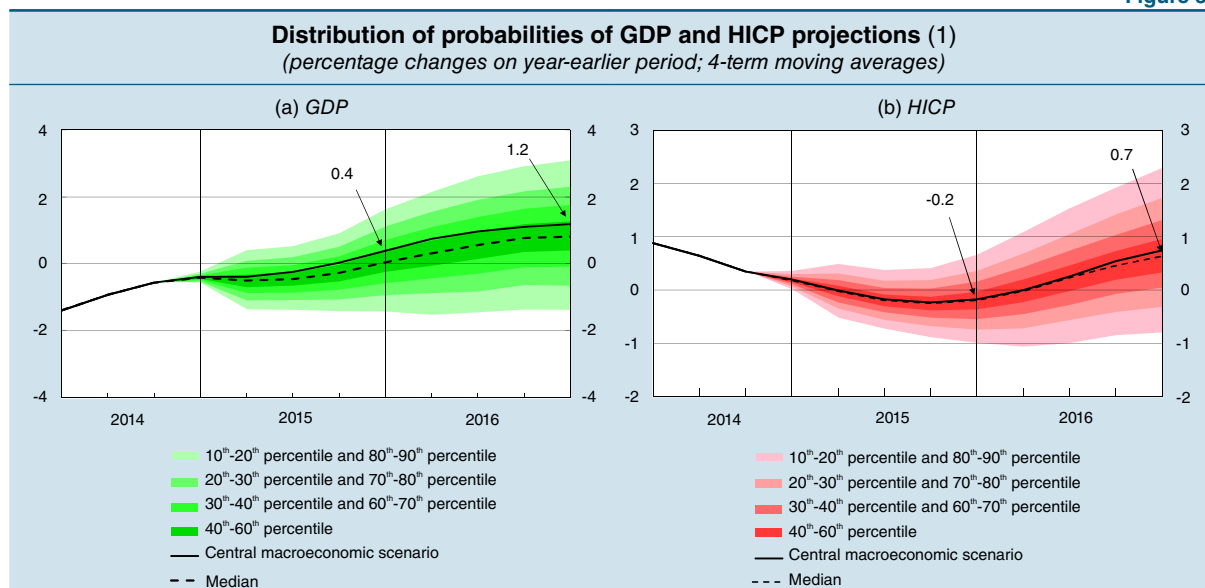 Distribution of probabilities of GDP and HICP projections (1)
(percentage changes on year-earlier period; 4-term moving averages)
(a) GDP
4 4
2 2
0 0
-2 -2
-4 -4
0.4
1.2
2014 2015 2016
10th-20th percentile and 80th-90th percentile
20th-30th percentile and 70th-80th percentile
30th-40th percentile and 60th-70th percentile
40th-60th percentile
Central macroeconomic scenario
Median
(b) HICP
3 3
2 2
1 1
0 0
-1 -1
-2 -2
-0.2
0.7
2014 2015 2016
10th-20th percentile and 80th-90th percentile
20th-30th percentile and 70th-80th percentile
30th-40th percentile and 60th-70th percentile
40th-60th percentile
Central macroeconomic scenario
Median